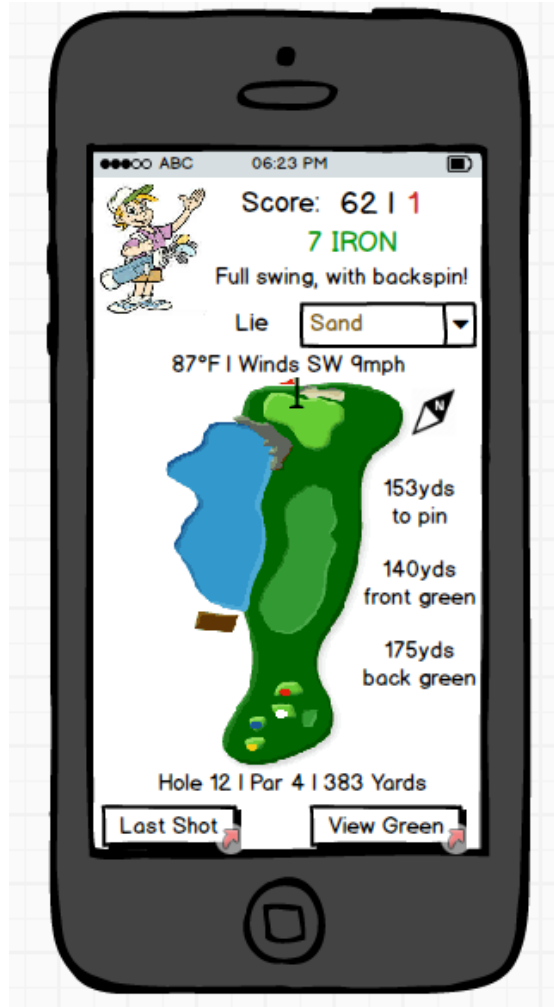 ABC 06:23 PM
Score: 62 | 1
7 IRON
Full swing, with backspin!
Lie Sand
87°F | Winds SW 9mph
N
153yds
to pin
140yds
front green
175yds
back green
Hole 12 | Par 4 | 383 Yards
Last Shot View Green